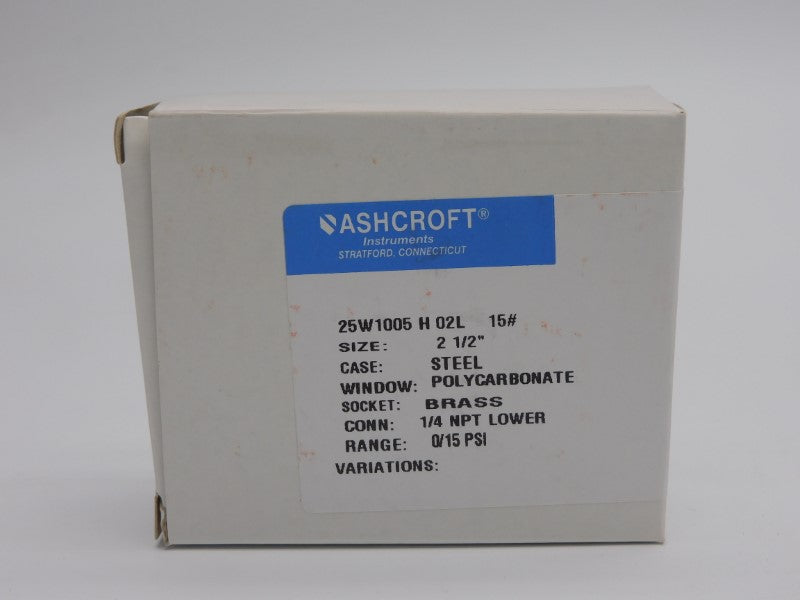 ASHCROFT®
Instruments
STRATFORD, CONNECTICUT
25W1005 H 02L 15#
SIZE: 2 1/2"
CASE: STEEL
WINDOW: POLYCARBONATE
SOCKET: BRASS
CONN: 1/4 NPT LOWER
RANGE: 0/15 PSI
VARIATIONS: